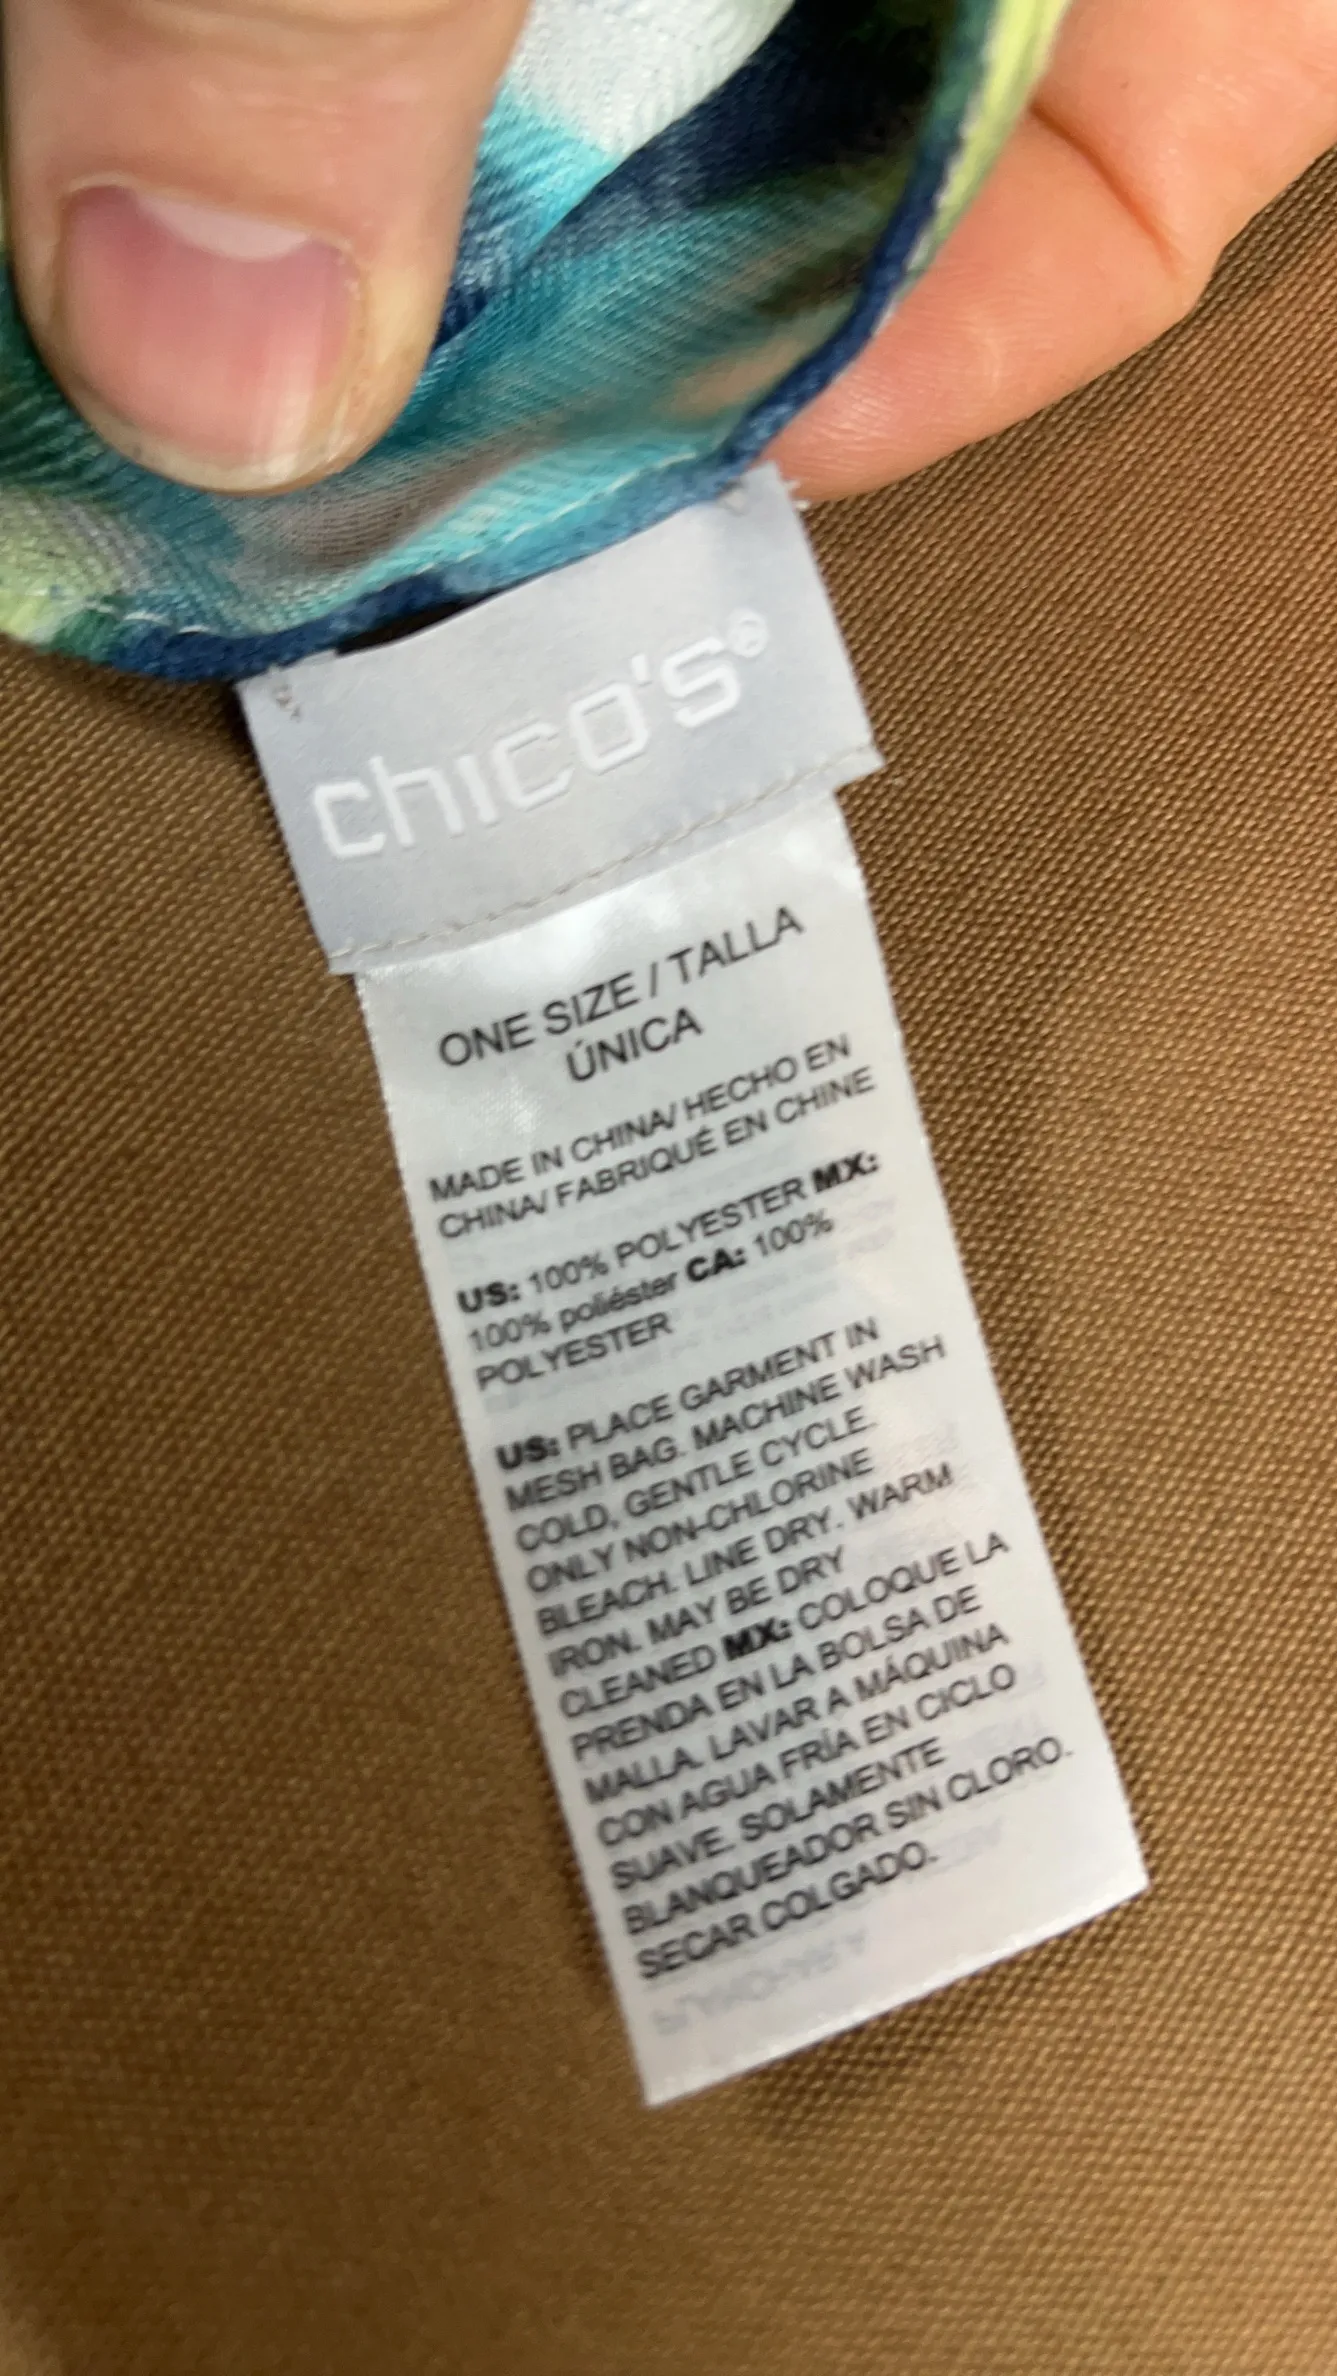 chico's®
ONE SIZE / TALLA
ÚNICA
MADE IN CHINA/ HECHO EN
CHINA/ FABRIQUÉ EN CHINE
US: 100% POLYESTER MX:
100% poliéster CA: 100%
POLYESTER
US: PLACE GARMENT IN
MESH BAG. MACHINE WASH
COLD, GENTLE CYCLE.
ONLY NON-CHLORINE
BLEACH. LINE DRY. WARM
IRON. MAY BE DRY
CLEANED MX: COLOQUE LA
PRENDA EN LA BOLSA DE
MALLA. LAVAR A MÁQUINA
CON AGUA FRÍA EN CICLO
SUAVE. SOLAMENTE
BLANQUEADOR SIN CLORO.
SECAR COLGADO.